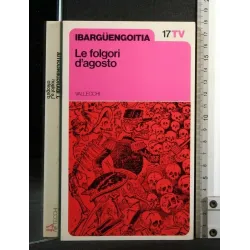 IBARGÜENGOITIA
17 TV
Le folgori
d'agosto
VALLECCHI